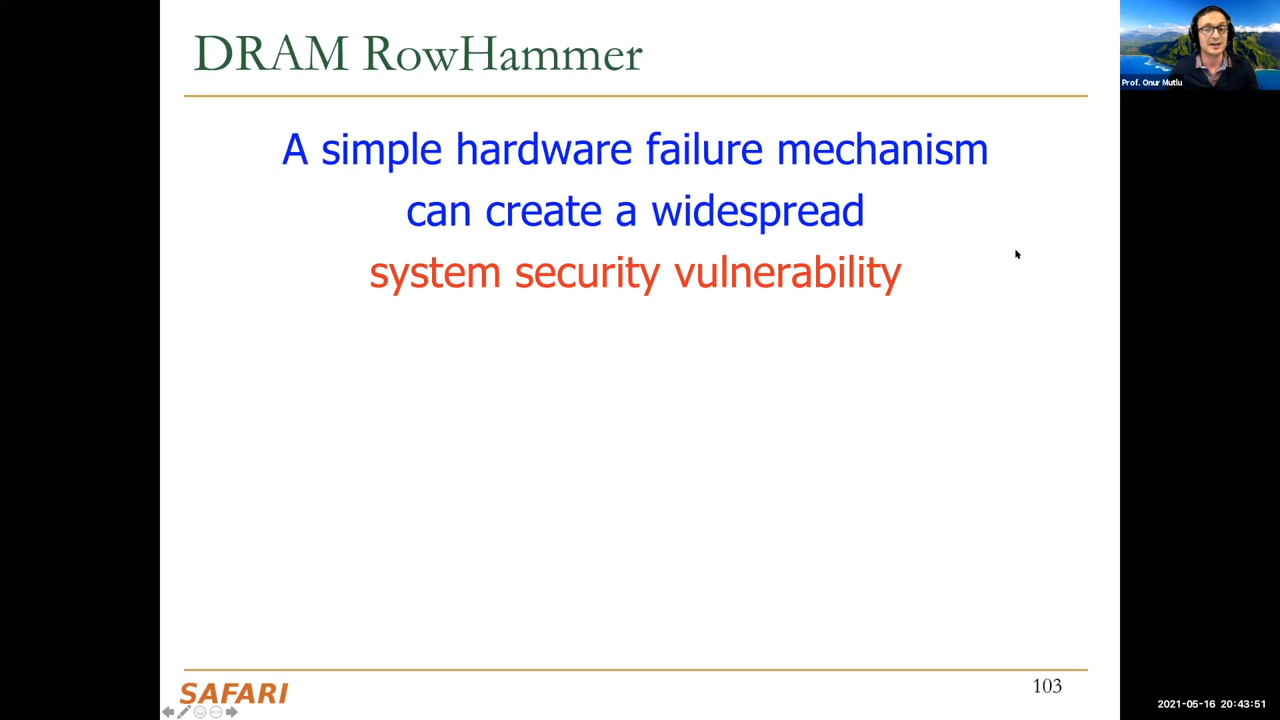 DRAM RowHammer
Prof. Onur Mutlu
A simple hardware failure mechanism
can create a widespread
system security vulnerability
SAFARI
103
2021-05-16 20:43:51